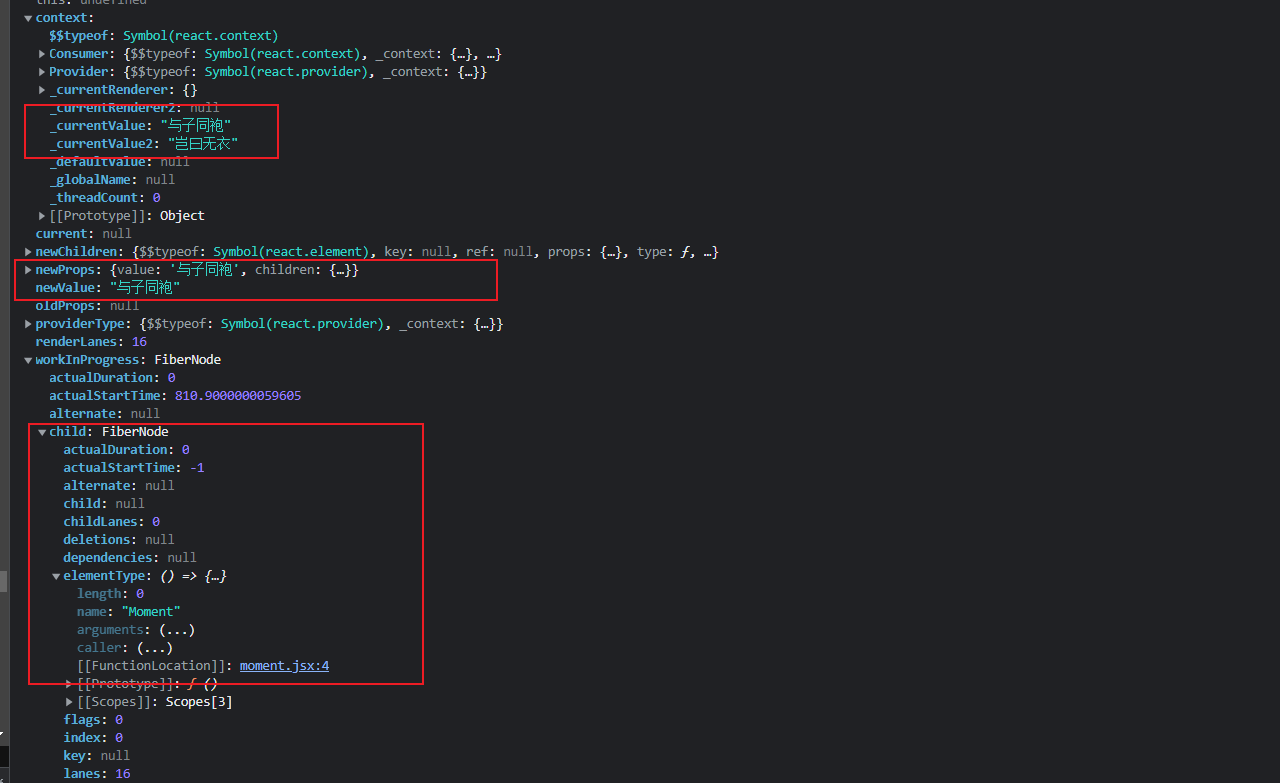 this: undefined
context:
$$typeof: Symbol(react.context)
Consumer: {$$typeof: Symbol(react.context), _context: {…}, …}
Provider: {$$typeof: Symbol(react.provider), _context: {…}}
_currentRenderer: {}
_currentRenderer2: null
_currentValue: "与子同袍"
_currentValue2: "岂曰无衣"
_defaultValue: null
_globalName: null
_threadCount: 0
[[Prototype]]: Object
current: null
newChildren: {$$typeof: Symbol(react.element), key: null, ref: null, props: {…}, type: ƒ, …}
newProps: {value: '与子同袍', children: {…}}
newValue: "与子同袍"
oldProps: null
providerType: {$$typeof: Symbol(react.provider), _context: {…}}
renderLanes: 16
workInProgress: FiberNode
actualDuration: 0
actualStartTime: 810.9000000059605
alternate: null
child: FiberNode
actualDuration: 0
actualStartTime: -1
alternate: null
child: null
childLanes: 0
deletions: null
dependencies: null
elementType: () => {…}
length: 0
name: "Moment"
arguments: (...)
caller: (...)
[[FunctionLocation]]: moment.jsx:4
[[Prototype]]: ƒ ()
[[Scopes]]: Scopes[3]
flags: 0
index: 0
key: null
lanes: 16